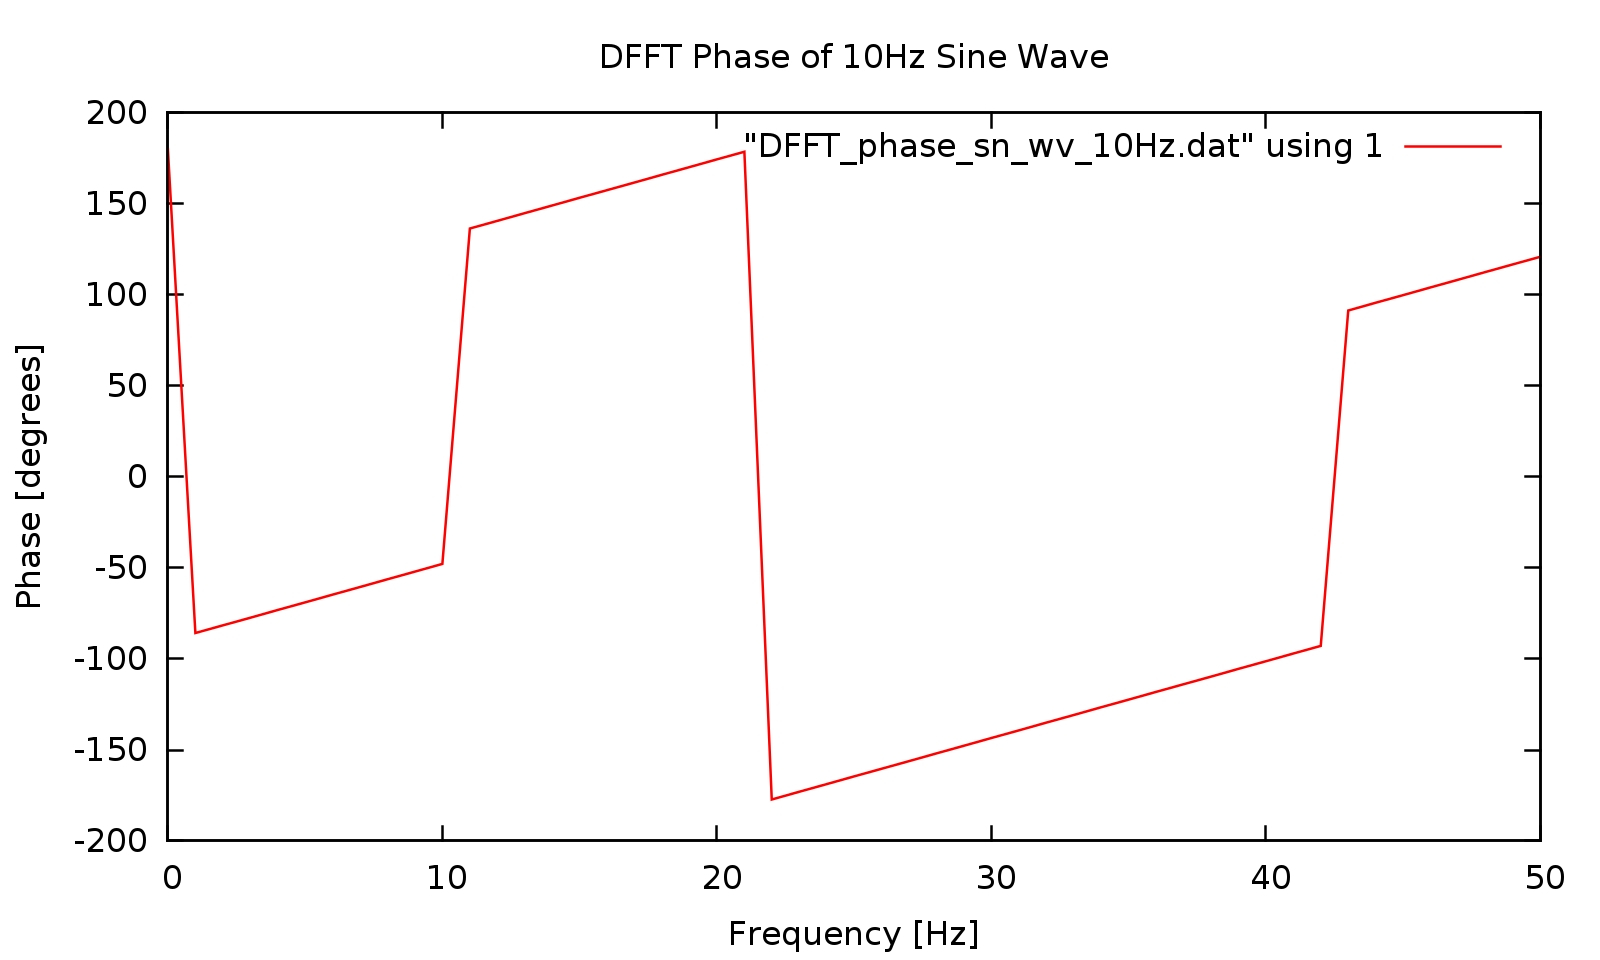 DFFT Phase of 10Hz Sine Wave
"DFFT_phase_sn_wv_10Hz.dat" using 1
200
150
100
50
0
-50
-100
-150
-200
Phase [degrees]
0 10 20 30 40 50
Frequency [Hz]